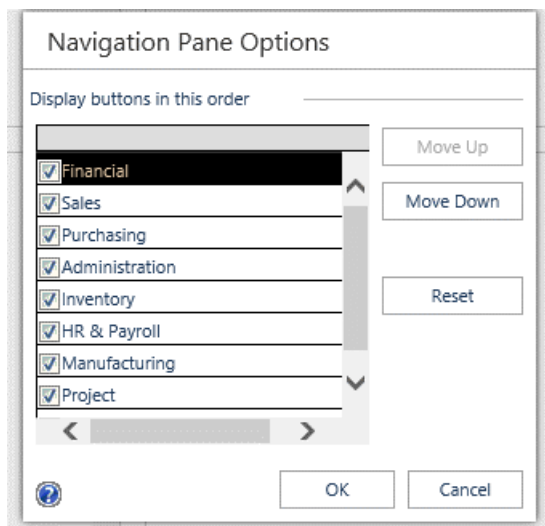 Navigation Pane Options
Display buttons in this order
Move Up
Financial
Sales
Move Down
Purchasing
Administration
Inventory
Reset
HR & Payroll
Manufacturing
Project
OK
Cancel